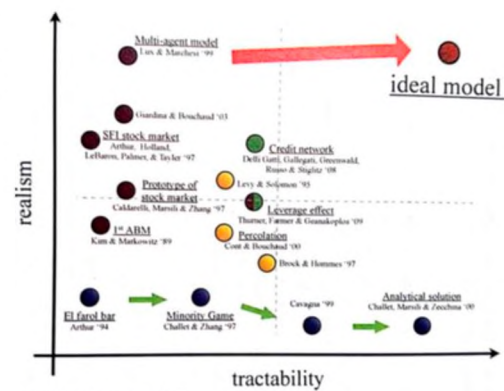 Multi-agent model
Lux & Marchesi '99
ideal model
Giardina & Bouchaud '03
SFI stock market
Arthur, Holland,
LeBaron, Palmer, & Tayler '97
Credit network
Delli Gatti, Gallegati, Greenwald,
Russo & Stiglitz '08
Levy & Solomon '95
Prototype of
stock market
Caldarelli, Marsili & Zhang '97
Leverage effect
Thurner, Farmer & Geanakoplos '09
1st ABM
Kim & Markowitz '89
Percolation
Cont & Bouchaud '00
Brock & Hommes '97
El farol bar
Arthur '94
Minority Game
Challet & Zhang '97
Cavagna '99
Analytical solution
Challet, Marsili & Zecchina '00
realism
tractability